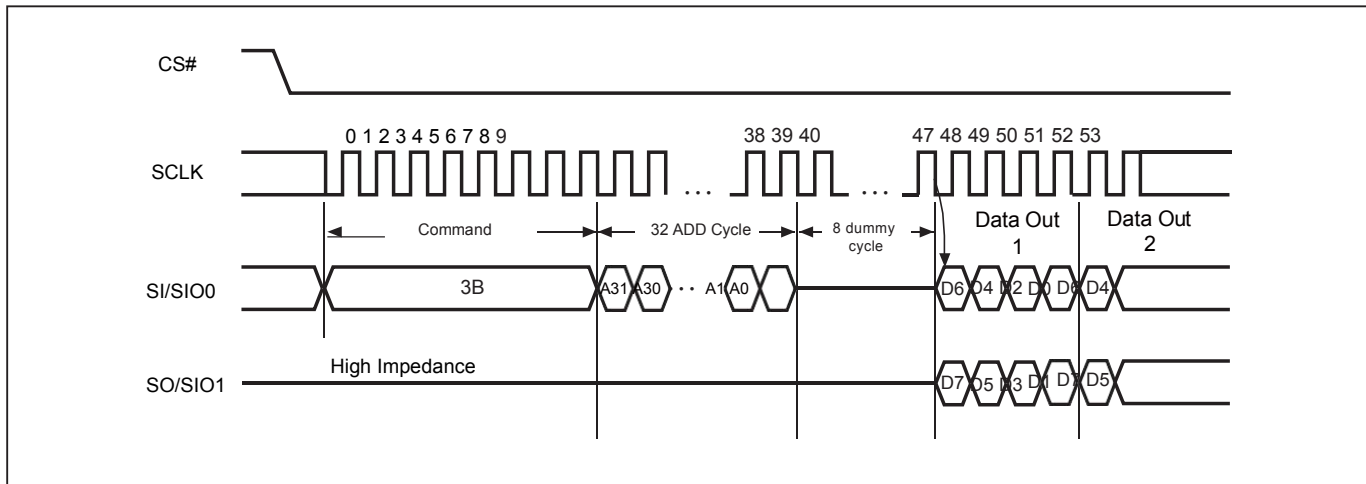 CS#
0 1 2 3 4 5 6 7 8 9 38 39 40 47 48 49 50 51 52 53
SCLK ... ...
Command 32 ADD Cycle 8 dummy cycle Data Out 1 Data Out 2
SI/SIO0 3B A31 A30 ·· A1 A0 D6 D4 D2 D0 D6 D4
High Impedance
SO/SIO1 D7 D5 D3 D1 D7 D5